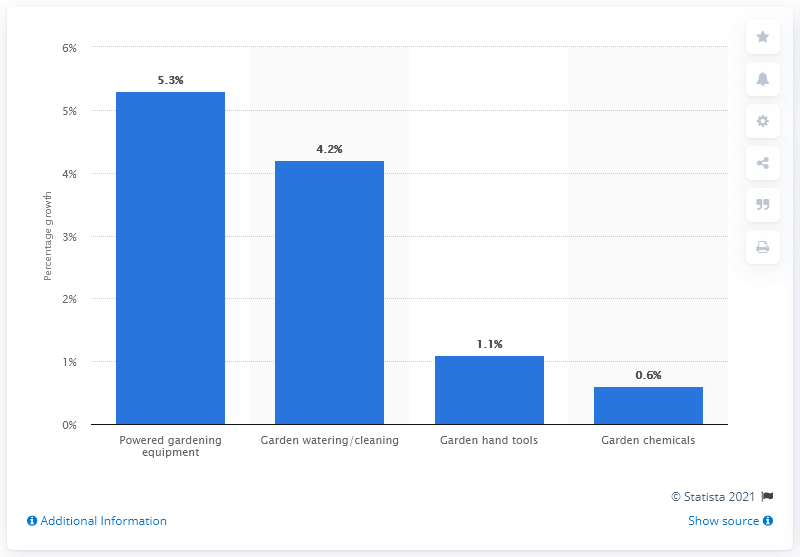 6%
5%
4%
3%
2%
1%
0%
Percentage growth
5.3%
4.2%
1.1%
0.6%
Powered gardening
equipment
Garden watering/cleaning
Garden hand tools
Garden chemicals
© Statista 2021
Additional Information
Show source